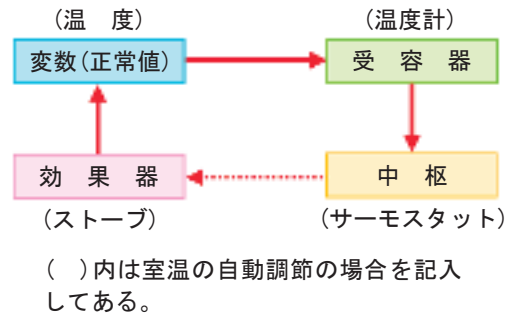 (温　度)　(温度計)
変数(正常値)　受　容　器
効　果　器　中　枢
(ストーブ)　(サーモスタット)
(　)内は室温の自動調節の場合を記入
してある。